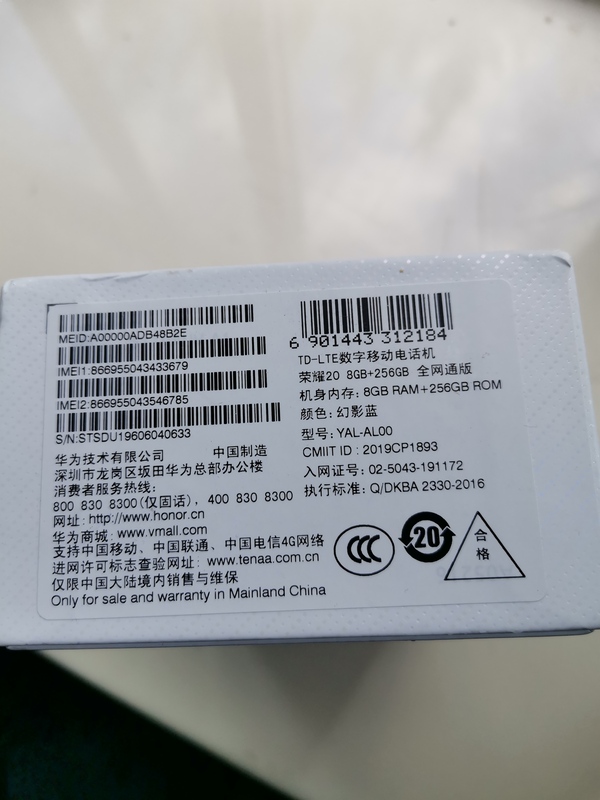 MEID:A00000ADB48B2E
IMEI1:866955043433679
IMEI2:866955043546785
S/N:STSDU19606040633
华为技术有限公司 中国制造
深圳市龙岗区坂田华为总部办公楼
消费者服务热线:
800 830 8300(仅固话), 400 830 8300
网址: http://www.honor.cn
华为商城: www.vmall.com
支持中国移动、中国联通、中国电信4G网络
进网许可标志查验网址: www.tenaa.com.cn
仅限中国大陆境内销售与维保
Only for sale and warranty in Mainland China
6 901443 312184
TD-LTE数字移动电话机
荣耀20 8GB+256GB 全网通版
机身内存: 8GB RAM+256GB ROM
颜色: 幻影蓝
型号: YAL-AL00
CMIIT ID : 2019CP1893
入网证号: 02-5043-191172
执行标准: Q/DKBA 2330-2016
CCC
20
合
格